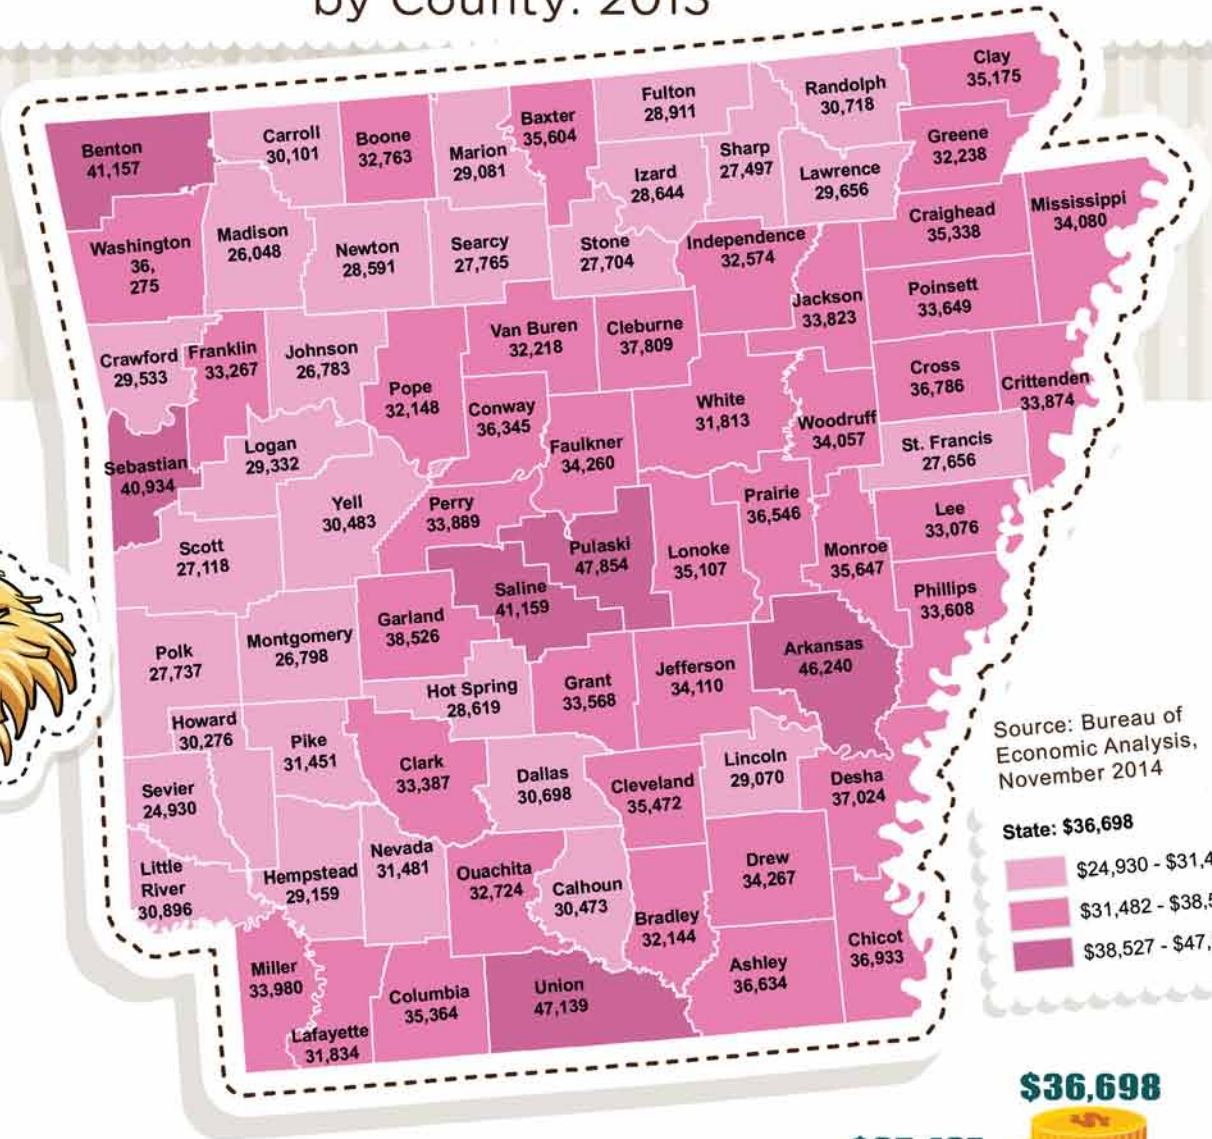 by County: 2013
Clay
35,175
Randolph
30,718
Fulton
28,911
Baxter
35,604
Carroll
30,101
Boone
32,763
Benton
41,157
Marion
29,081
Greene
32,238
Sharp
27,497
Izard
28,644
Lawrence
29,656
Mississippi
34,080
Craighead
35,338
Washington
36,
275
Madison
26,048
Newton
28,591
Searcy
27,765
Stone
27,704
Independence
32,574
Jackson
33,823
Poinsett
33,649
Van Buren
32,218
Cleburne
37,809
Crawford
29,533
Franklin
33,267
Johnson
26,783
Pope
32,148
Conway
36,345
White
31,813
Cross
36,786
Crittenden
33,874
Woodruff
34,057
Faulkner
34,260
St. Francis
27,656
Logan
29,332
Sebastian
40,934
Yell
30,483
Perry
33,889
Prairie
36,546
Lee
33,076
Scott
27,118
Pulaski
47,854
Lonoke
35,107
Monroe
35,647
Saline
41,159
Phillips
33,608
Garland
38,526
Polk
27,737
Montgomery
26,798
Arkansas
46,240
Hot Spring
28,619
Grant
33,568
Jefferson
34,110
Howard
30,276
Pike
31,451
Clark
33,387
Dallas
30,698
Cleveland
35,472
Lincoln
29,070
Desha
37,024
Sevier
24,930
Little
River
30,896
Hempstead
29,159
Nevada
31,481
Ouachita
32,724
Calhoun
30,473
Drew
34,267
Bradley
32,144
Chicot
36,933
Miller
33,980
Lafayette
31,834
Columbia
35,364
Union
47,139
Ashley
36,634
Source: Bureau of
Economic Analysis,
November 2014
State: $36,698
$24,930 - $31,4
$31,482 - $38,5
$38,527 - $47,
$36,698